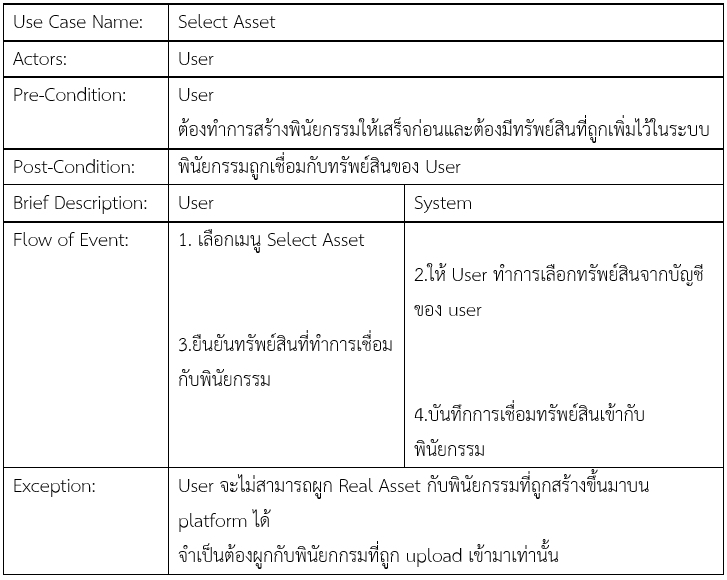 Use Case Name: Select Asset
Actors: User
Pre-Condition: User
ต้องทำการสร้างพินัยกรรมให้เสร็จก่อนและต้องมีทรัพย์สินที่ถูกเพิ่มไว้ในระบบ
Post-Condition: พินัยกรรมถูกเชื่อมกับทรัพย์สินของ User
Brief Description: User System
Flow of Event: 1. เลือกเมนู Select Asset
2.ให้ User ทำการเลือกทรัพย์สินจากบัญชี
ของ user
3.ยืนยันทรัพย์สินที่ทำการเชื่อม
กับพินัยกรรม
4.บันทึกการเชื่อมทรัพย์สินเข้ากับ
พินัยกรรม
Exception: User จะไม่สามารถผูก Real Asset กับพินัยกรรมที่ถูกสร้างขึ้นมาบน
platform ได้
จำเป็นต้องผูกกับพินัยกกรมที่ถูก upload เข้ามาเท่านั้น